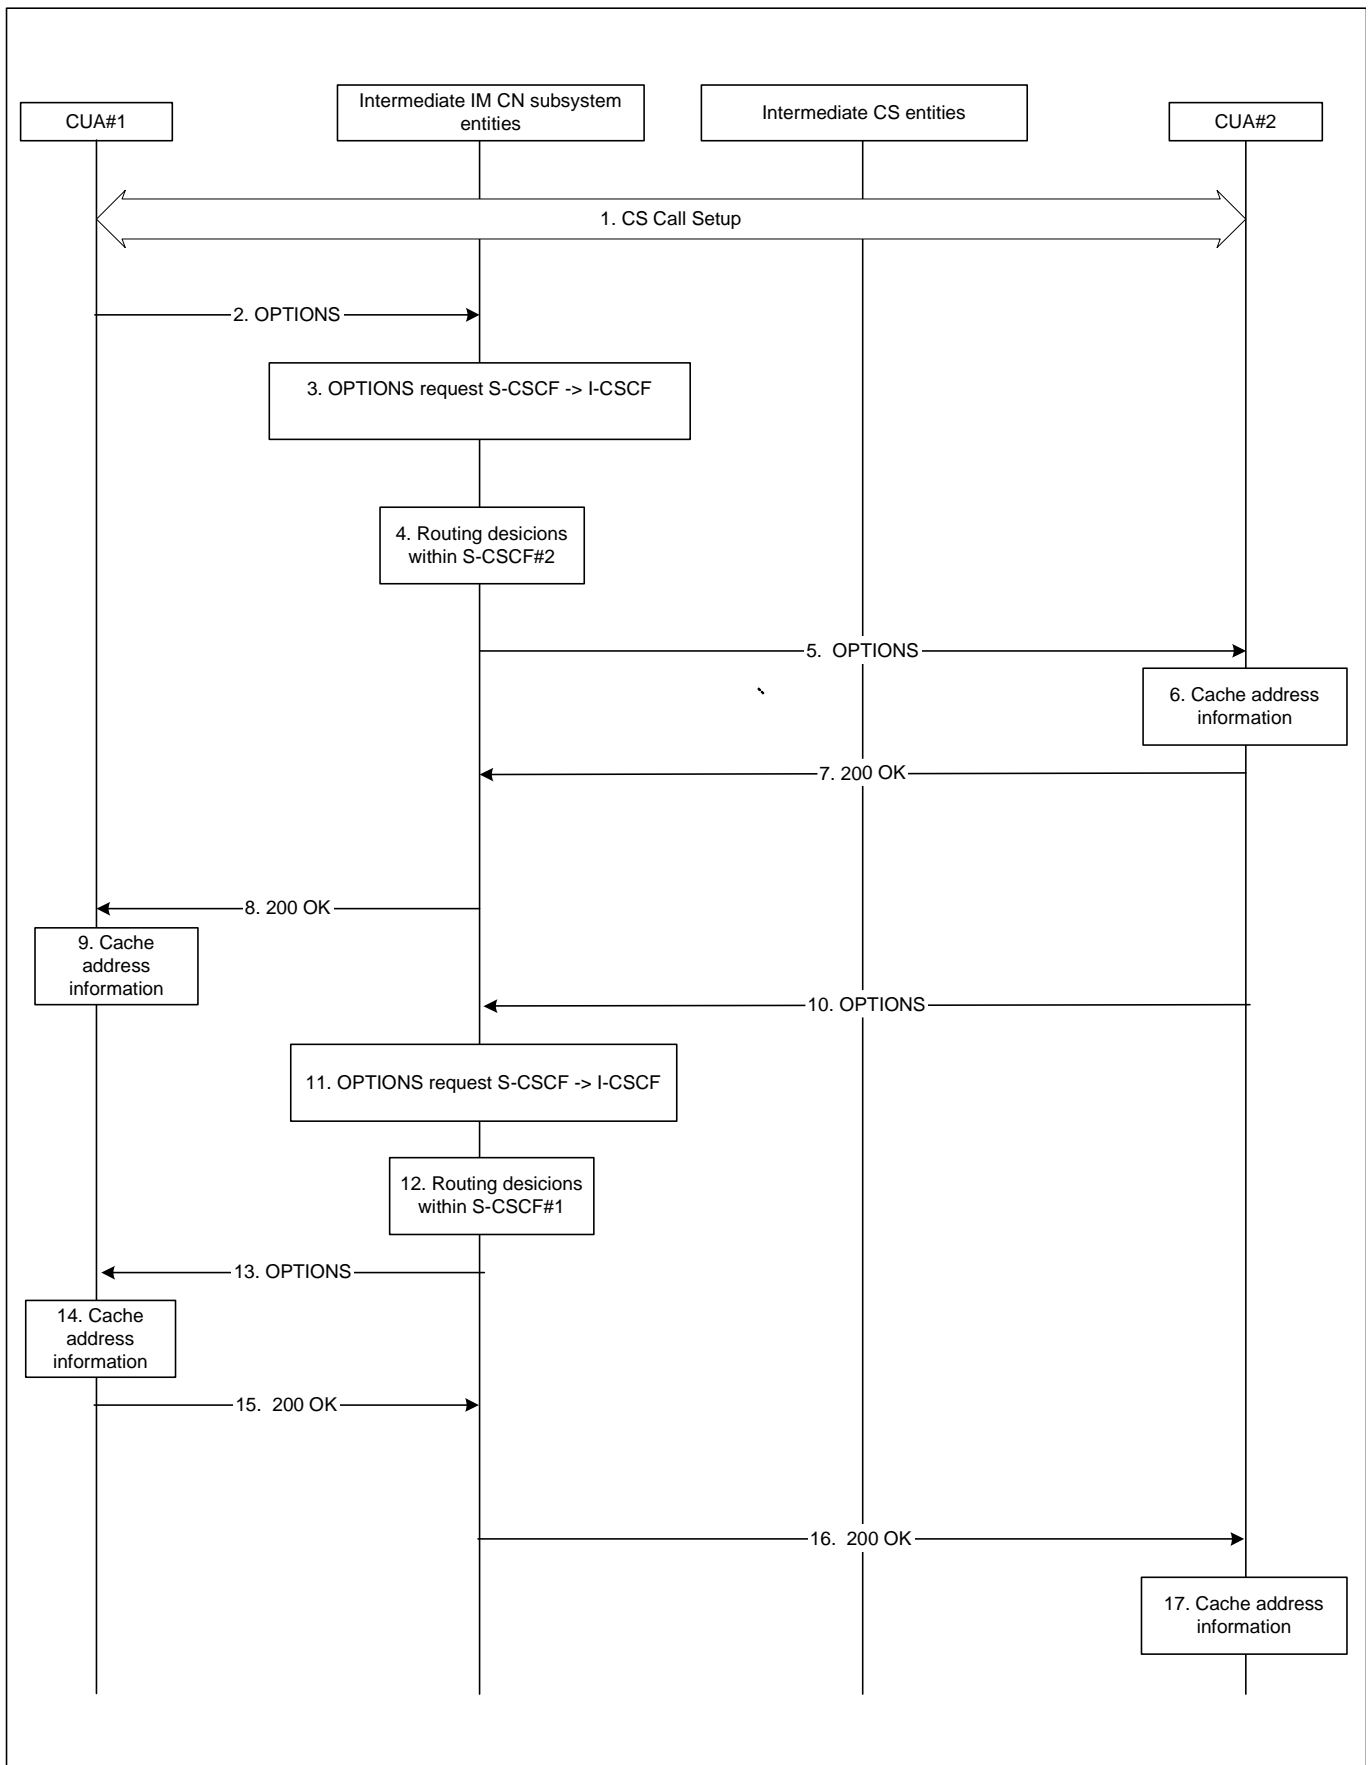 CUA#1
Intermediate IM CN subsystem
entities
Intermediate CS entities
CUA#2
1. CS Call Setup
2. OPTIONS
3. OPTIONS request S-CSCF -> I-CSCF
4. Routing desicions
within S-CSCF#2
5. OPTIONS
6. Cache address
information
7. 200 OK
8. 200 OK
9. Cache
address
information
10. OPTIONS
11. OPTIONS request S-CSCF -> I-CSCF
12. Routing desicions
within S-CSCF#1
13. OPTIONS
14. Cache
address
information
15. 200 OK
16. 200 OK
17. Cache address
information